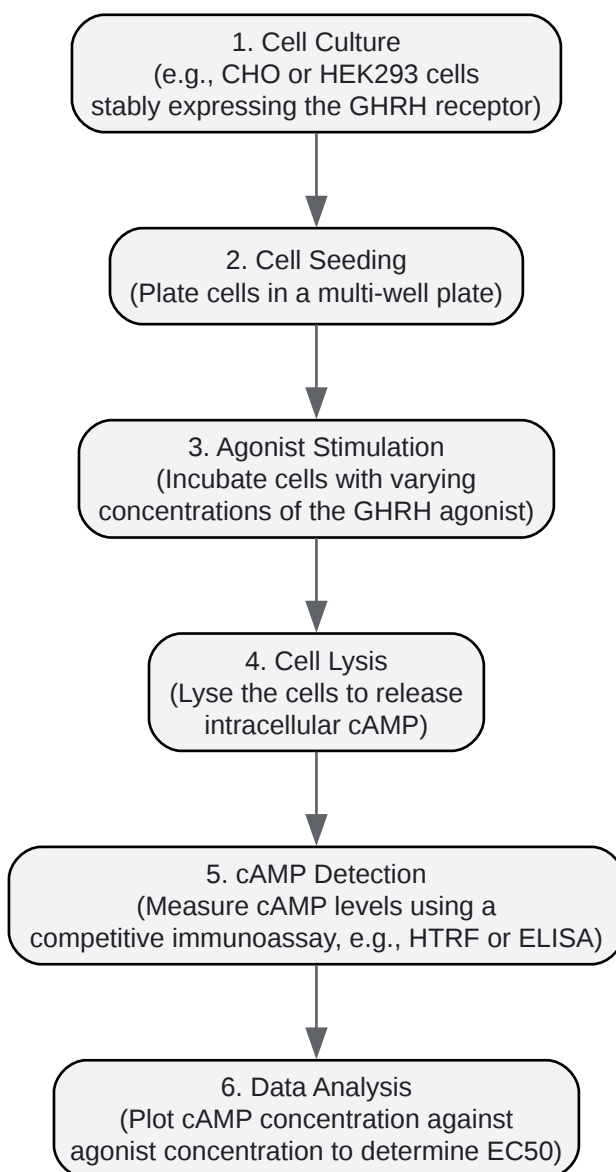 1. Cell Culture
(e.g., CHO or HEK293 cells
stably expressing the GHRH receptor)
2. Cell Seeding
(Plate cells in a multi-well plate)
3. Agonist Stimulation
(Incubate cells with varying
concentrations of the GHRH agonist)
4. Cell Lysis
(Lyse the cells to release
intracellular cAMP)
5. cAMP Detection
(Measure cAMP levels using a
competitive immunoassay, e.g., HTRF or ELISA)
6. Data Analysis
(Plot cAMP concentration against
agonist concentration to determine EC50)